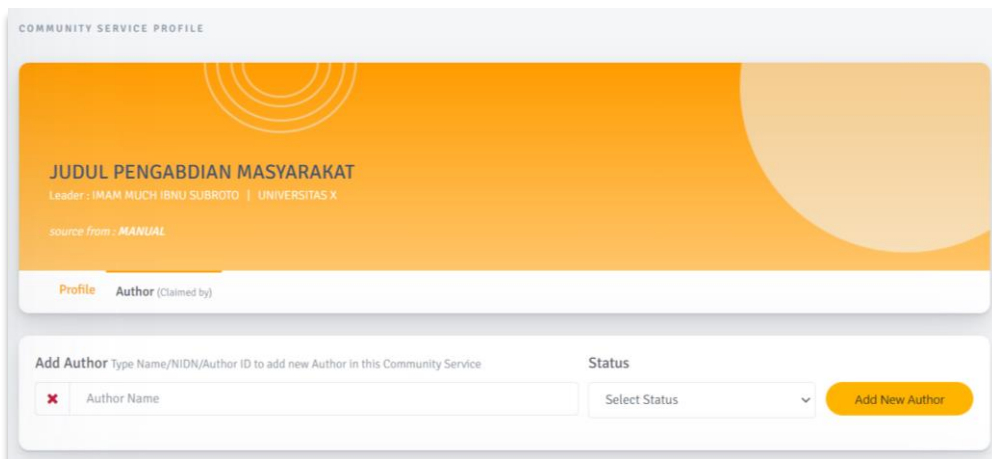 COMMUNITY SERVICE PROFILE
JUDUL PENGABDIAN MASYARAKAT
Leader : IMAM MUCH IBNU SUBROTO | UNIVERSITAS X
source from : MANUAL
Profile Author (Claimed by)
Add Author Type Name/NIDN/Author ID to add new Author in this Community Service Status
Author Name Select Status Add New Author